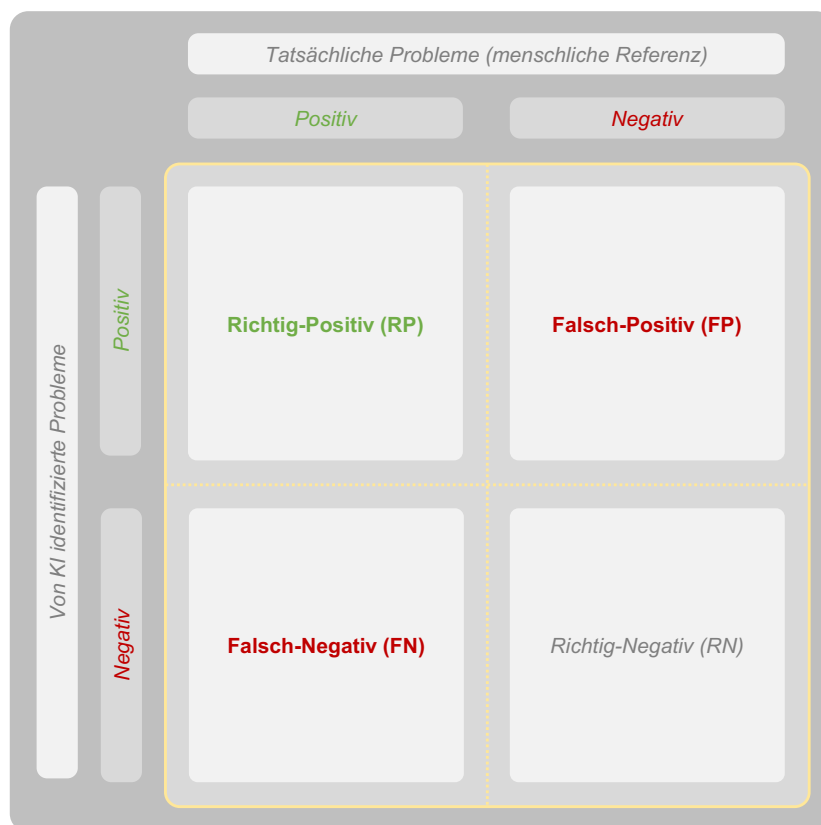 Tatsächliche Probleme (menschliche Referenz)
Positiv
Negativ
Von KI identifizierte Probleme
Positiv
Richtig-Positiv (RP)
Falsch-Positiv (FP)
Negativ
Falsch-Negativ (FN)
Richtig-Negativ (RN)